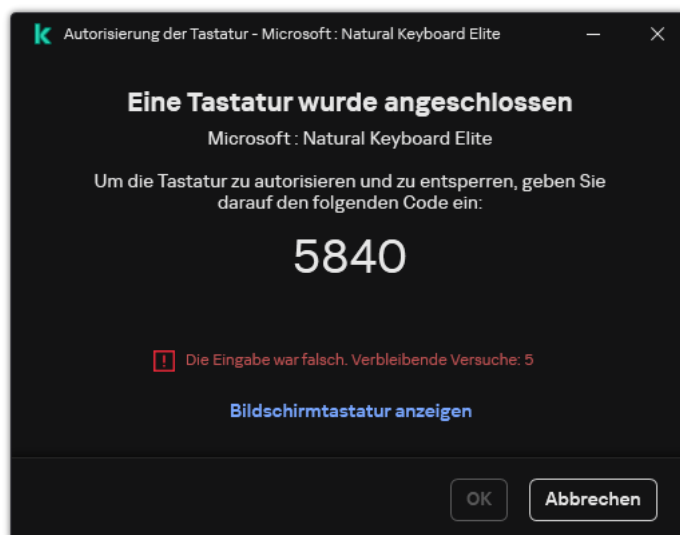 Autorisierung der Tastatur - Microsoft : Natural Keyboard Elite
Eine Tastatur wurde angeschlossen
Microsoft : Natural Keyboard Elite
Um die Tastatur zu autorisieren und zu entsperren, geben Sie
darauf den folgenden Code ein:
5840
Die Eingabe war falsch. Verbleibende Versuche: 5
Bildschirmtastatur anzeigen
OK
Abbrechen